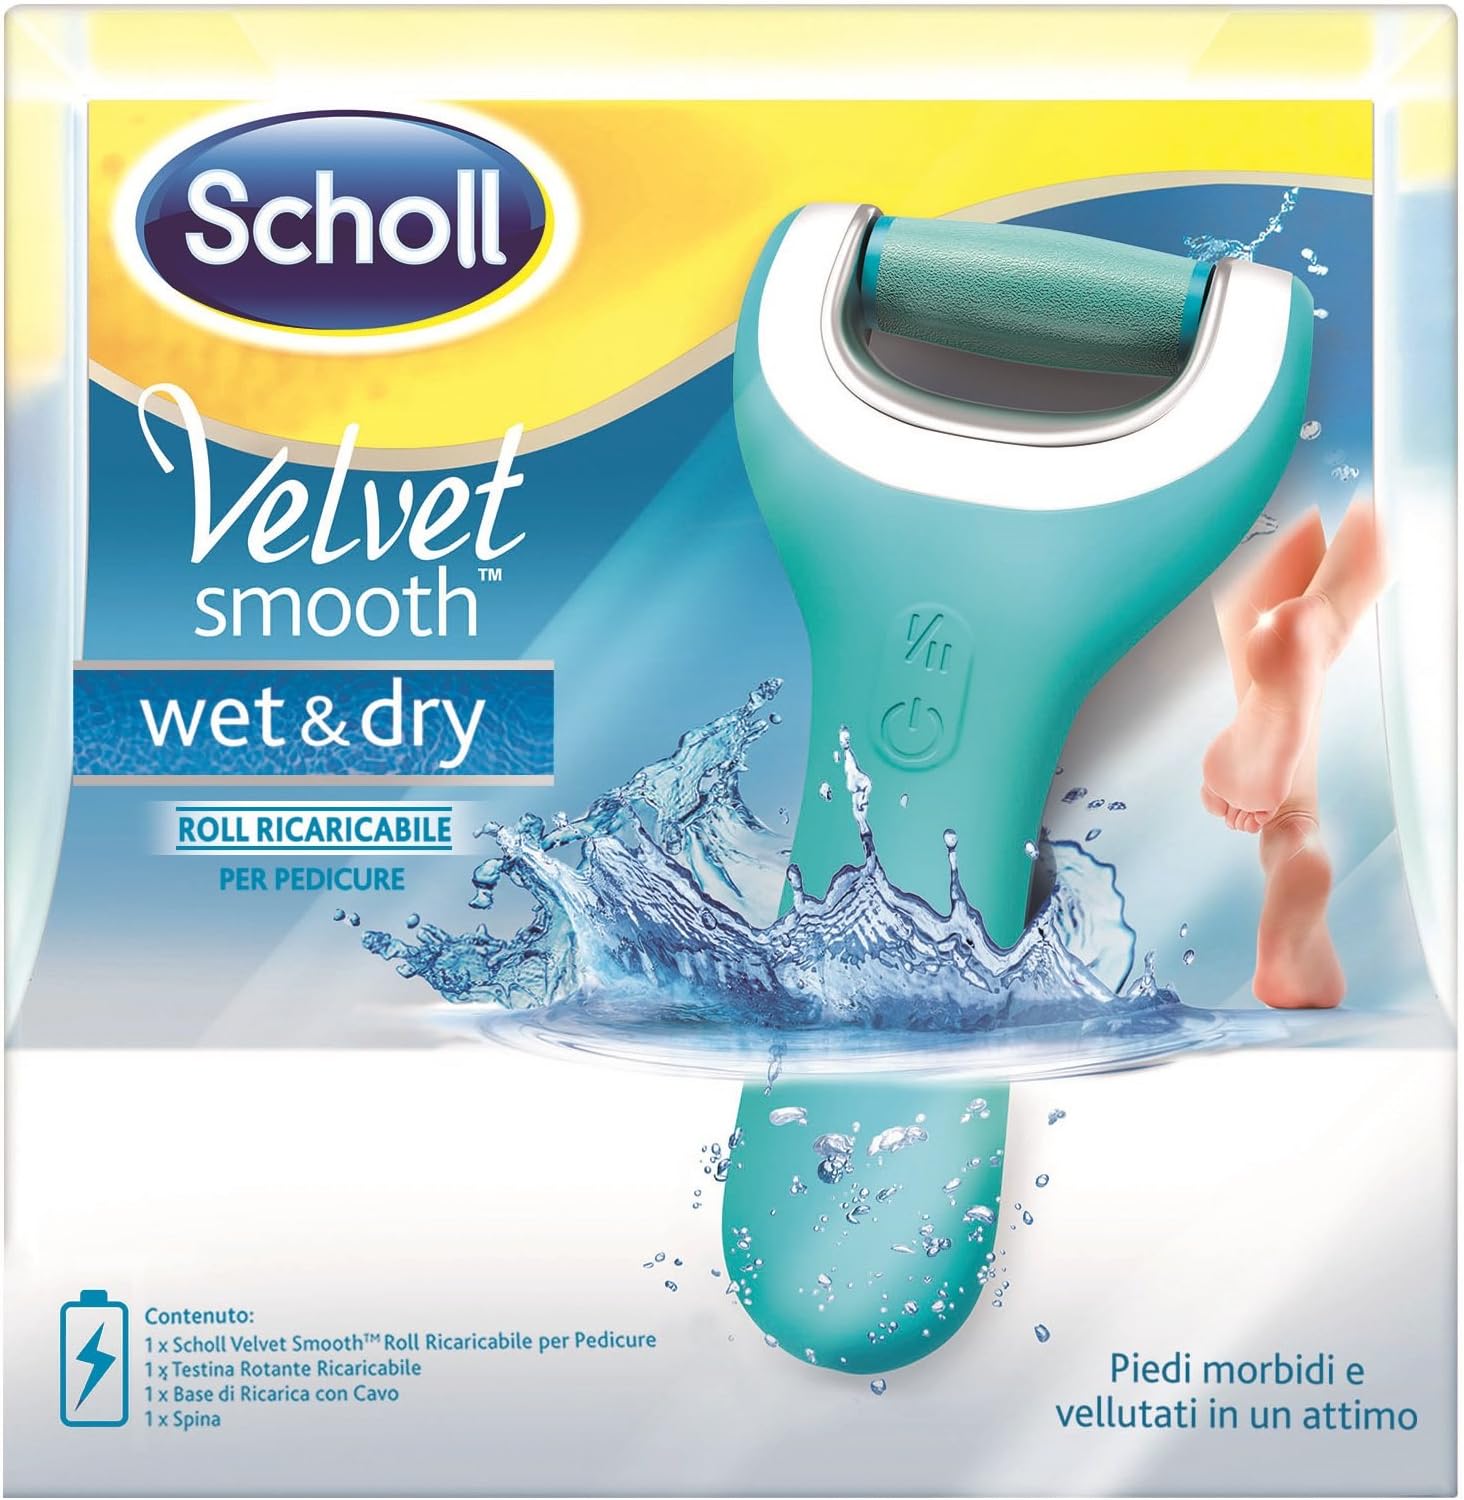 Scholl
Velvet
smooth™
wet & dry
ROLL RICARICABILE
PER PEDICURE
I/II
Contenuto:
1 x Scholl Velvet Smooth™ Roll Ricaricabile per Pedicure
1 x Testina Rotante Ricaricabile
1 x Base di Ricarica con Cavo
1 x Spina
Piedi morbidi e
vellutati in un attimo